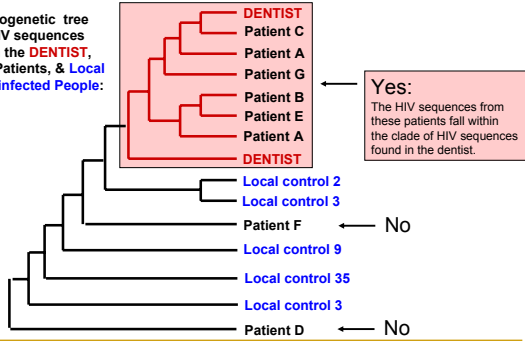 ogenetic tree
IV sequences
the DENTIST,
Patients, & Local
infected People:
DENTIST
Patient C
Patient A
Patient G
Patient B
Patient E
Patient A
DENTIST
Local control 2
Local control 3
Patient F
Local control 9
Local control 35
Local control 3
Patient D
Yes:
The HIV sequences from
these patients fall within
the clade of HIV sequences
found in the dentist.
No
No